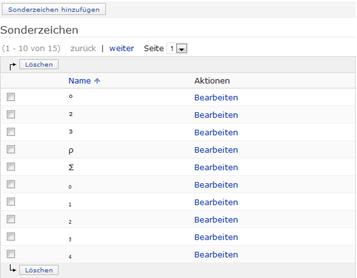 Sonderzeichen hinzufügen
Sonderzeichen
(1 - 10 von 15) zurück | weiter Seite 1
Löschen
Name Aktionen
° Bearbeiten
² Bearbeiten
³ Bearbeiten
ρ Bearbeiten
Σ Bearbeiten
₀ Bearbeiten
₁ Bearbeiten
₂ Bearbeiten
₃ Bearbeiten
₄ Bearbeiten
Löschen